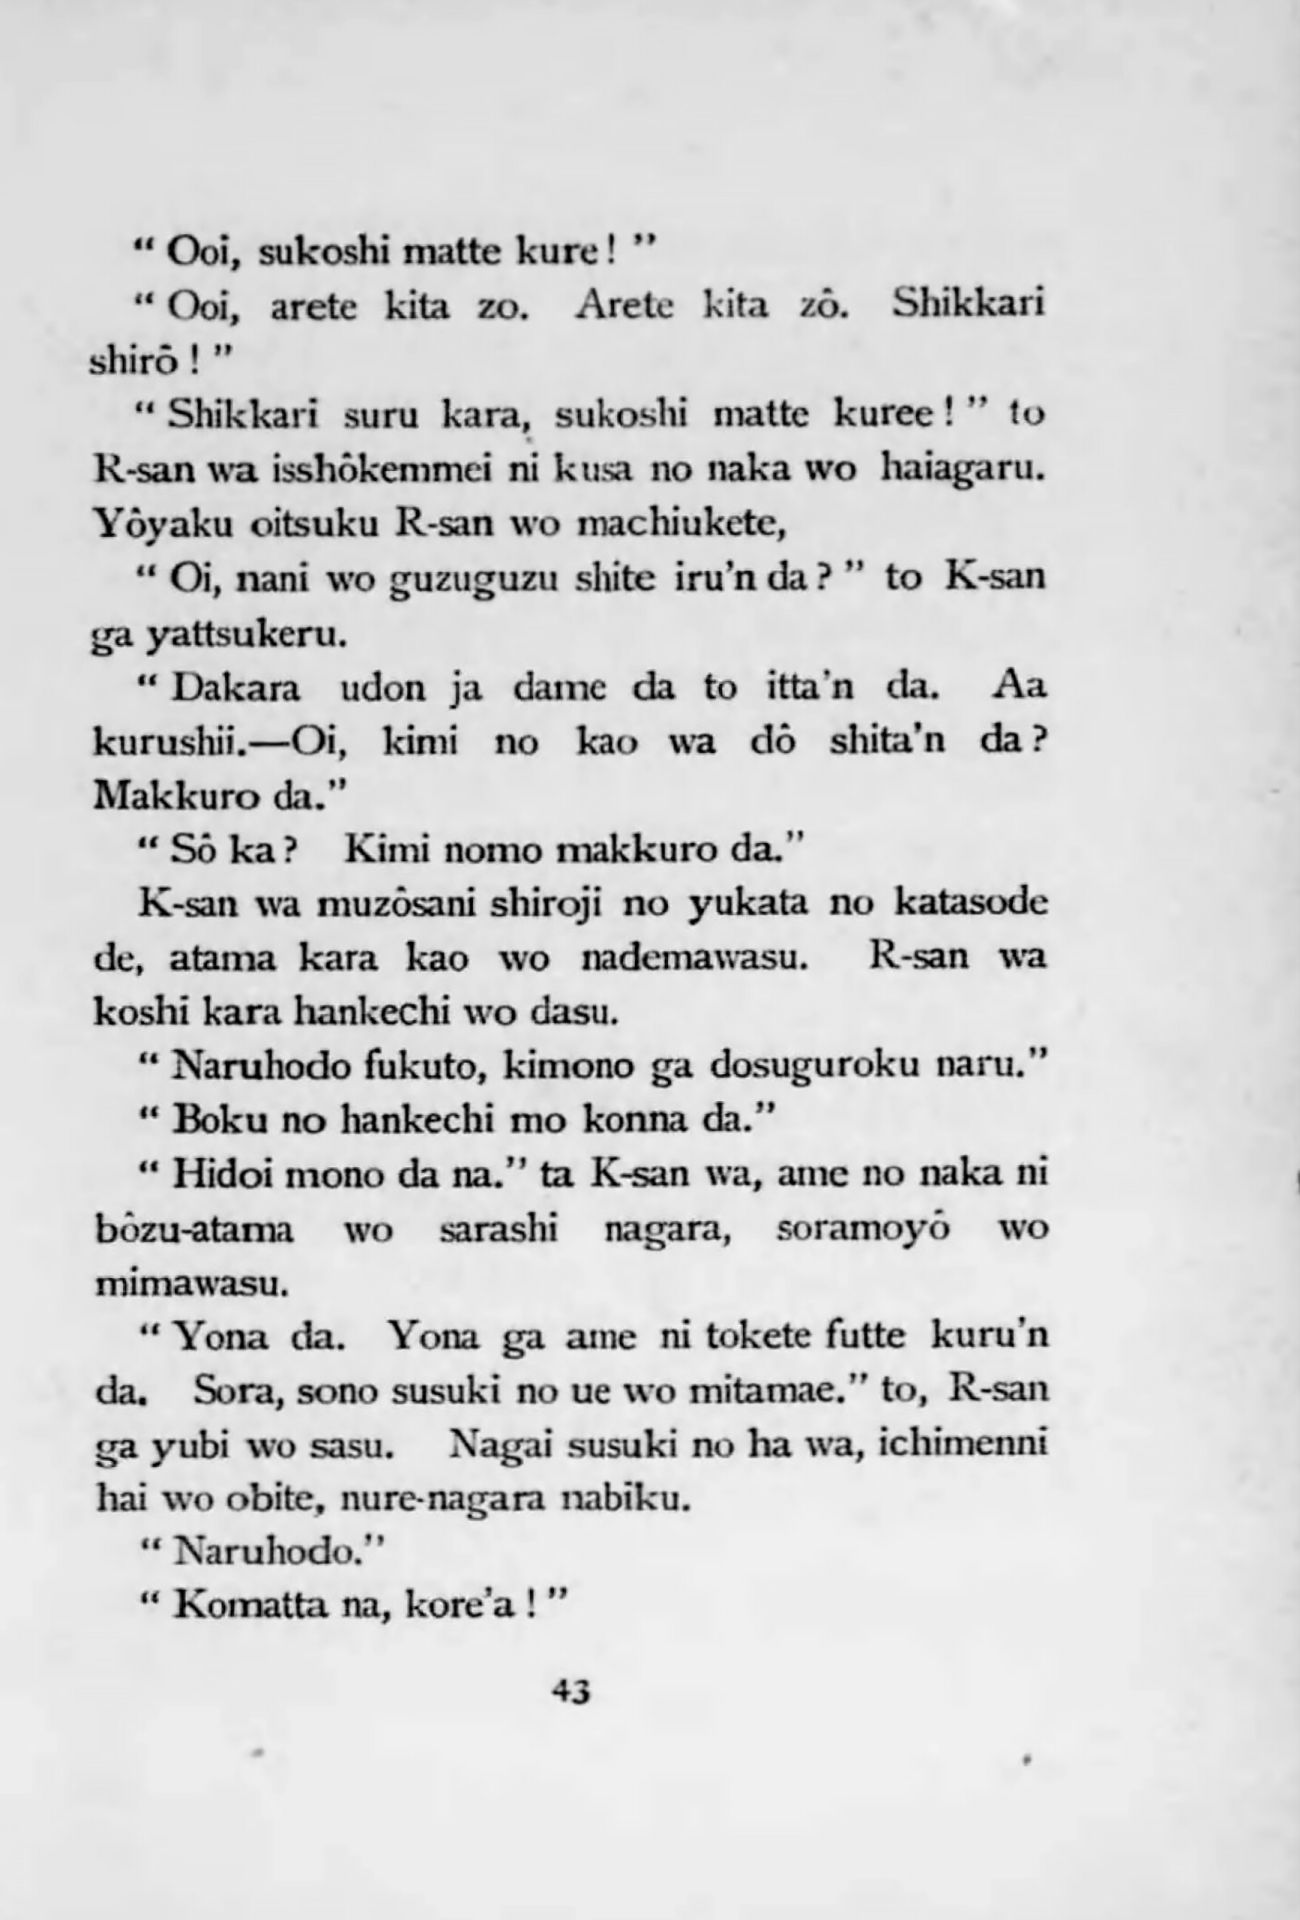 “ Ooi, sukoshi matte kure! ”
“ Ooi, arete kita zo. Arete kita zô. Shikkari
shirô! ”
“ Shikkari suru kara, sukoshi matte kuree! ” to
R-san wa isshôkemmei ni kusa no naka wo haiagaru.
Yôyaku oitsuku R-san wo machiukete,
“ Oi, nani wo guzuguzu shite iru’n da? ” to K-san
ga yattsukeru.
“ Dakara udon ja dame da to itta’n da. Aa
kurushii.—Oi, kimi no kao wa dô shita’n da?
Makkuro da.”
“ Sô ka? Kimi nomo makkuro da.”
K-san wa muzôsani shiroji no yukata no katasode
de, atama kara kao wo nademawasu. R-san wa
koshi kara hankechi wo dasu.
“ Naruhodo fukuto, kimono ga dosuguroku naru.”
“ Boku no hankechi mo konna da.”
“ Hidoi mono da na.” ta K-san wa, ame no naka ni
bôzu-atama wo sarashi nagara, soramoyô wo
mimawasu.
“ Yona da. Yona ga ame ni tokete futte kuru’n
da. Sora, sono susuki no ue wo mitamae.” to, R-san
ga yubi wo sasu. Nagai susuki no ha wa, ichimenni
hai wo obite, nure-nagara nabiku.
“ Naruhodo.”
“ Komatta na, kore’a! ”
43